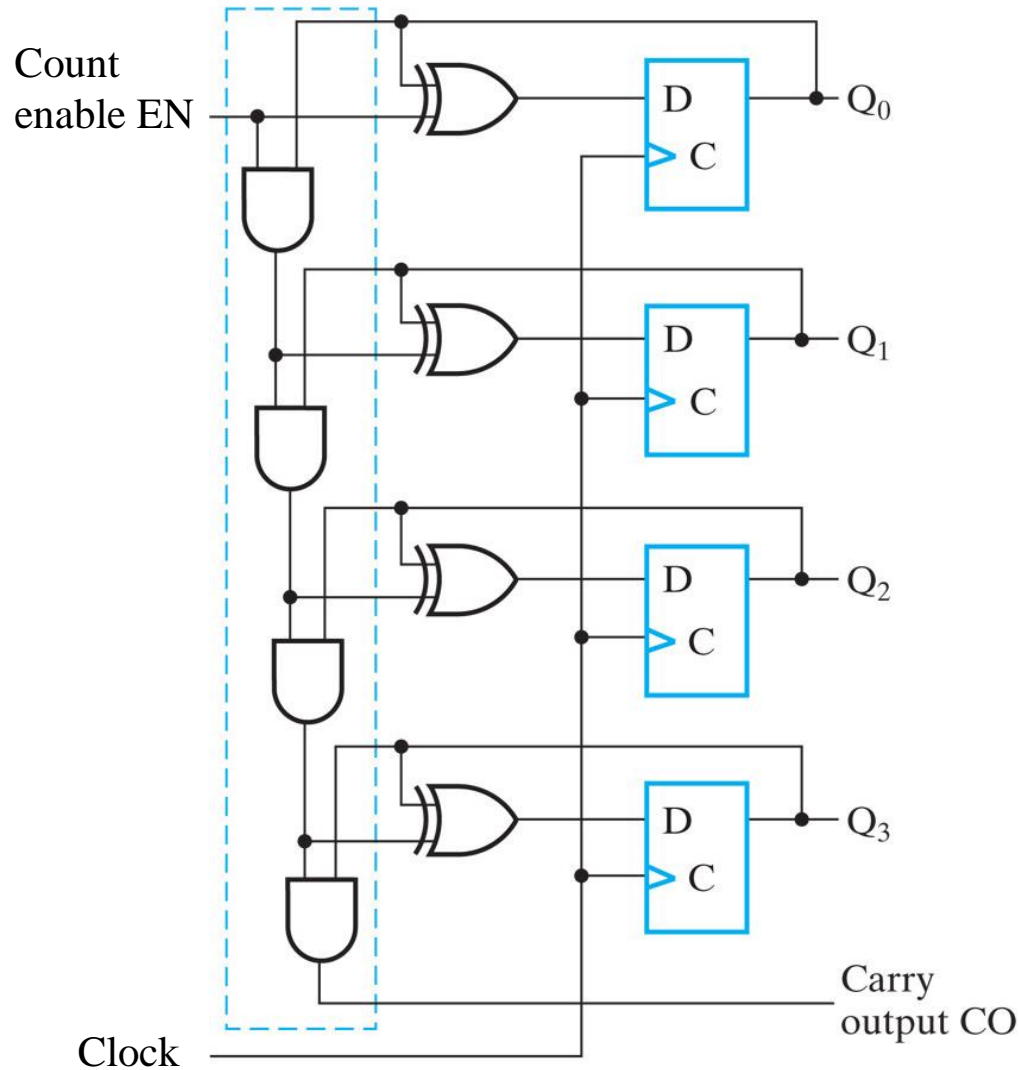 Count
enable EN
D
Q0
C
D
Q1
C
D
Q2
C
D
Q3
C
Carry
output CO
Clock